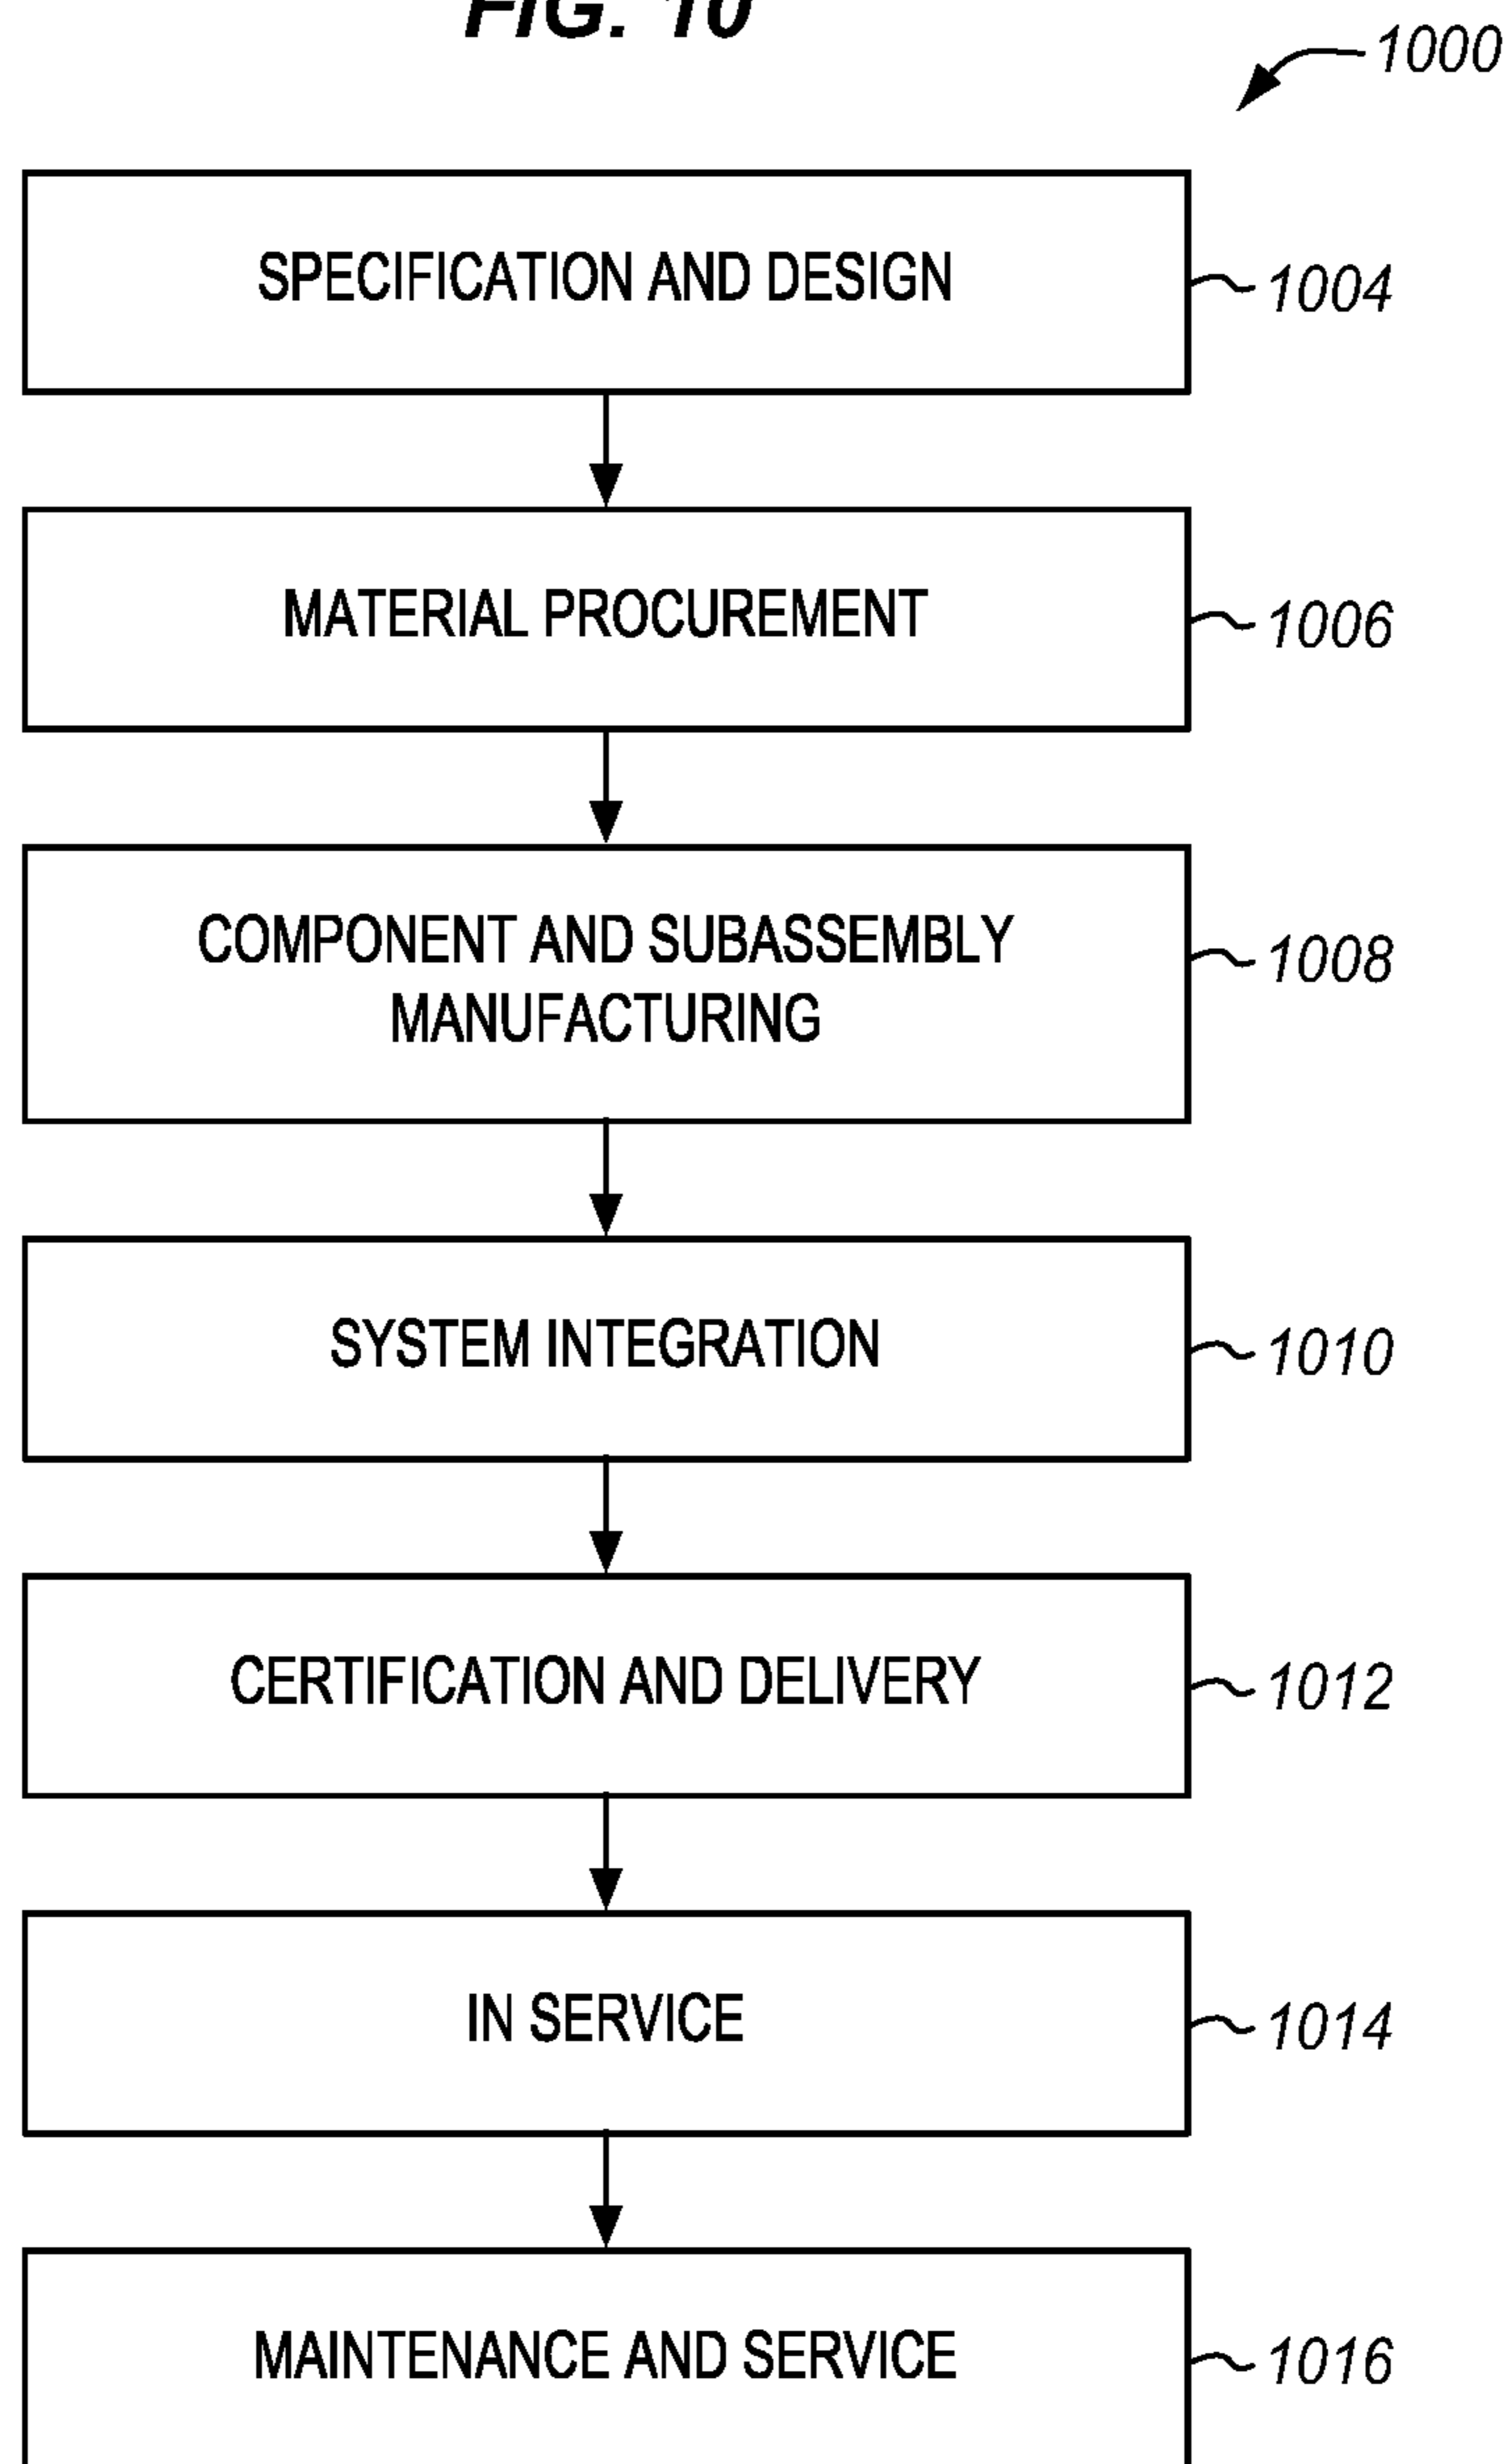 FIG. 10
1000
SPECIFICATION AND DESIGN
1004
MATERIAL PROCUREMENT
1006
COMPONENT AND SUBASSEMBLY
MANUFACTURING
1008
SYSTEM INTEGRATION
1010
CERTIFICATION AND DELIVERY
1012
IN SERVICE
1014
MAINTENANCE AND SERVICE
1016